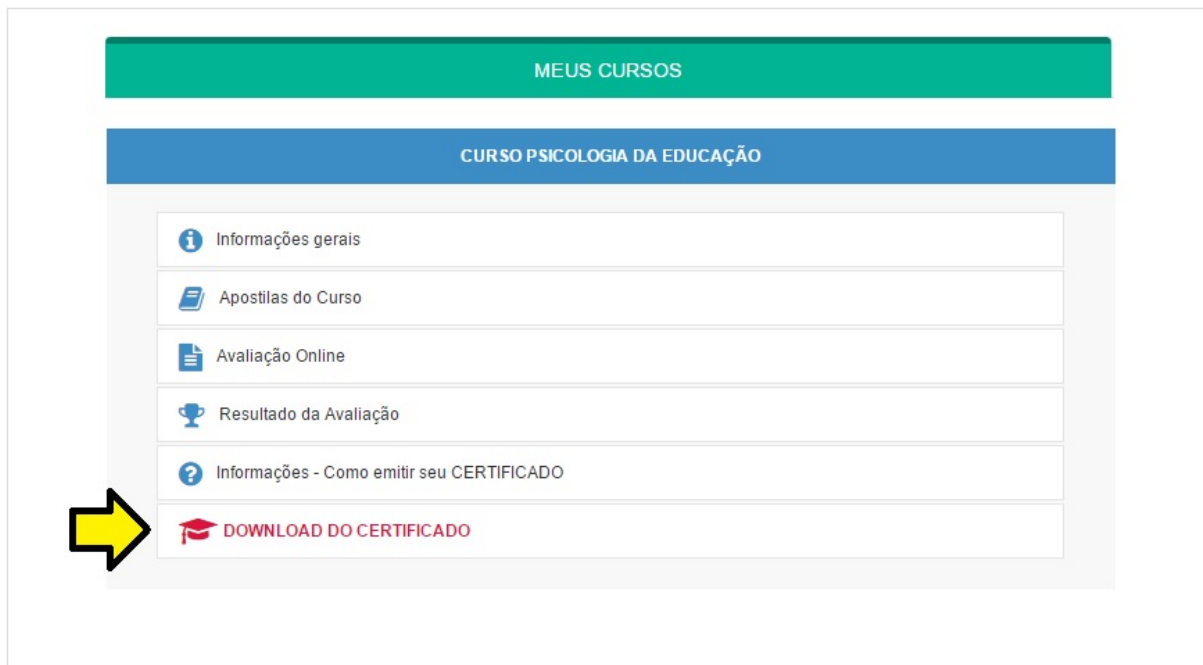 MEUS CURSOS
CURSO PSICOLOGIA DA EDUCAÇÃO
Informações gerais
Apostilas do Curso
Avaliação Online
Resultado da Avaliação
Informações - Como emitir seu CERTIFICADO
DOWNLOAD DO CERTIFICADO